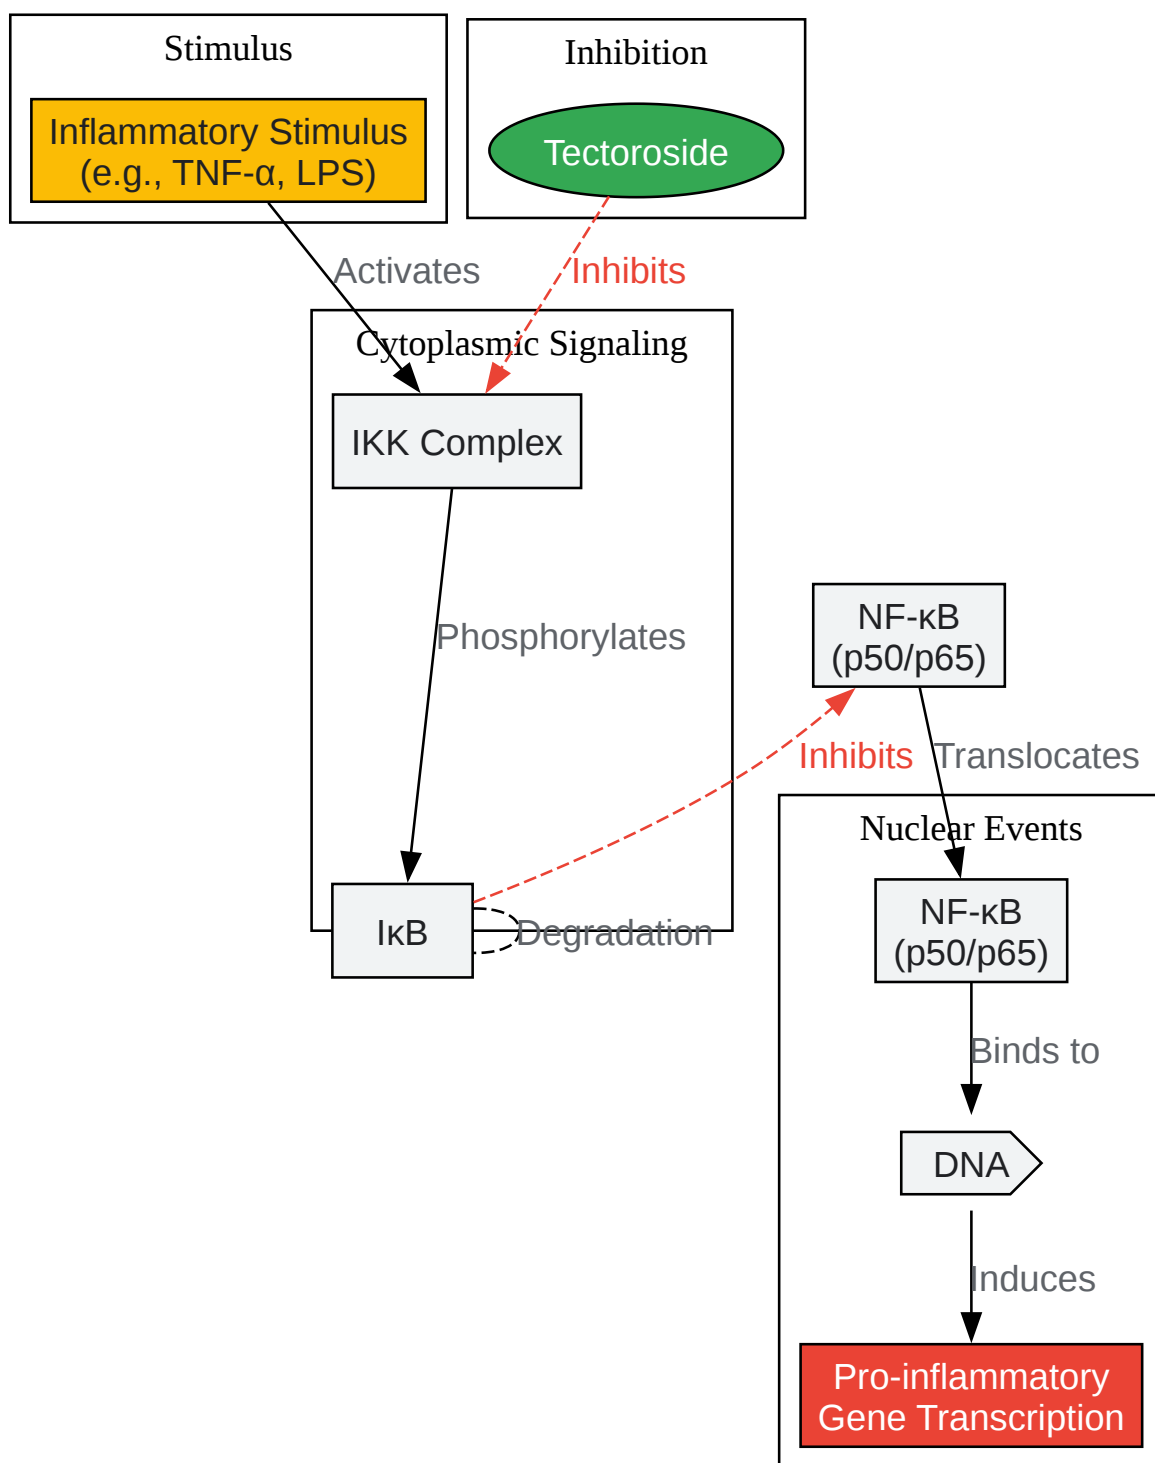 Stimulus
Inhibition
Inflammatory Stimulus
(e.g., TNF-α, LPS)
Tectoroside
Activates
Inhibits
Cytoplasmic Signaling
IKK Complex
Phosphorylates
NF-κB
(p50/p65)
Inhibits
Translocates
Nuclear Events
IκB
Degradation
NF-κB
(p50/p65)
Binds to
DNA
Induces
Pro-inflammatory
Gene Transcription